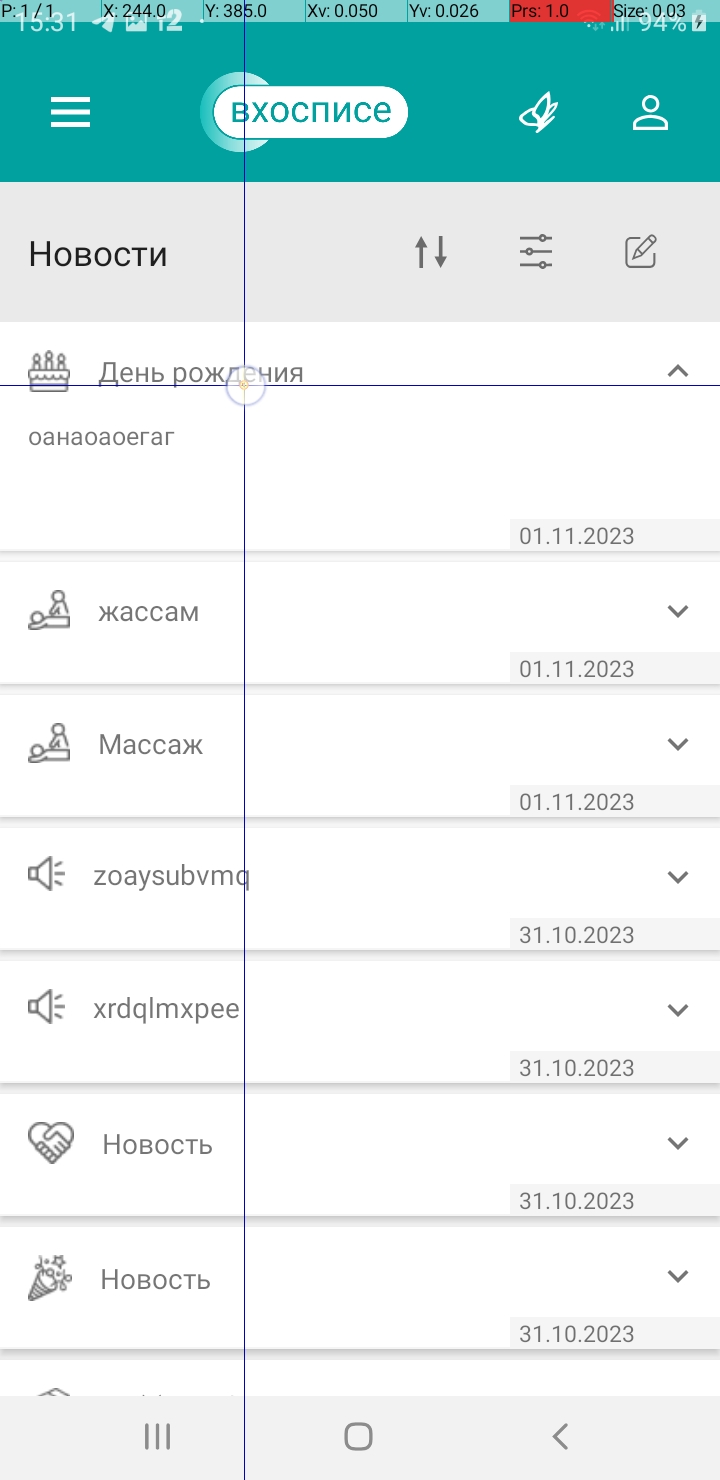 P: 1 / 1 X: 244.0 Y: 385.0 Xv: 0.050 Yv: 0.026 Prs: 1.0 Size: 0.03
15:31 12 94%
вхосписе
Новости
День рождения
оанаоаоегаг
01.11.2023
жассам
01.11.2023
Массаж
01.11.2023
zoaysubvmq
31.10.2023
xrdqlmxpee
31.10.2023
Новость
31.10.2023
Новость
31.10.2023